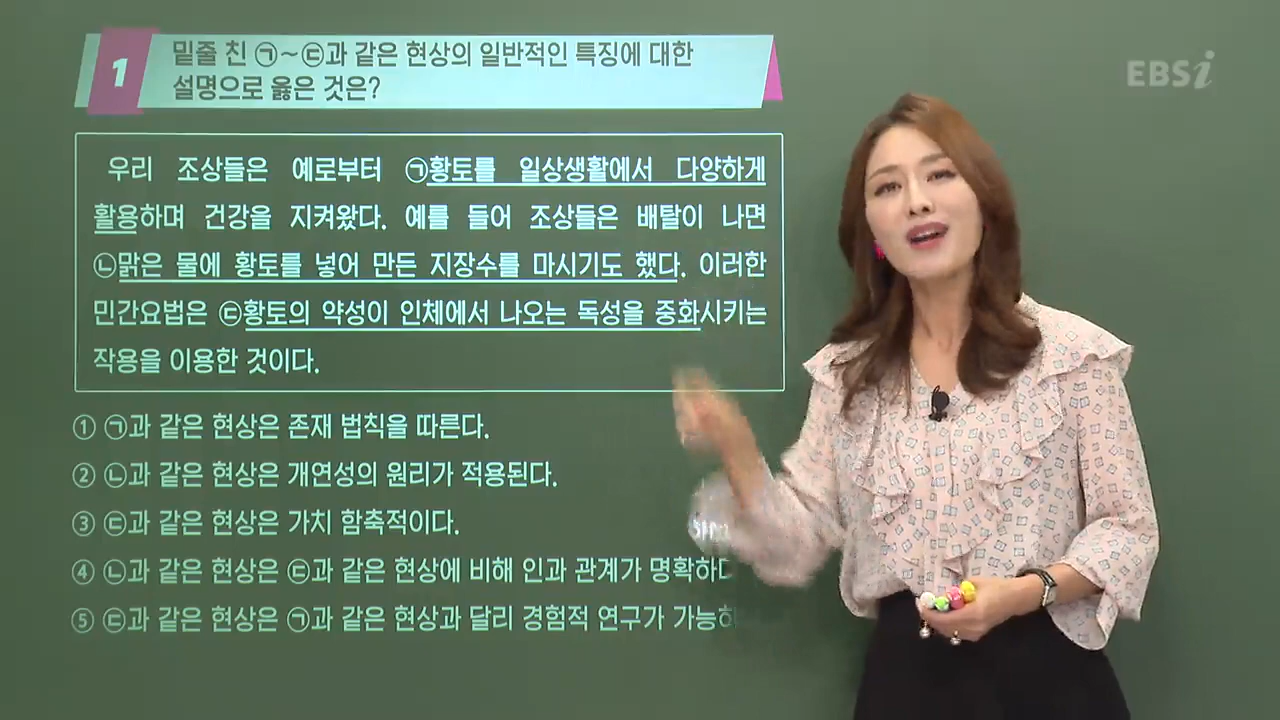 1
밑줄 친 ㉠~㉢과 같은 현상의 일반적인 특징에 대한
설명으로 옳은 것은?
EBSi
우리 조상들은 예로부터 ㉠황토를 일상생활에서 다양하게
활용하며 건강을 지켜왔다. 예를 들어 조상들은 배탈이 나면
㉡맑은 물에 황토를 넣어 만든 지장수를 마시기도 했다. 이러한
민간요법은 ㉢황토의 약성이 인체에서 나오는 독성을 중화시키는
작용을 이용한 것이다.
① ㉠과 같은 현상은 존재 법칙을 따른다.
② ㉡과 같은 현상은 개연성의 원리가 적용된다.
③ ㉢과 같은 현상은 가치 함축적이다.
④ ㉡과 같은 현상은 ㉢과 같은 현상에 비해 인과 관계가
⑤ ㉢과 같은 현상은 ㉠과 같은 현상과 달리 경험적 연구가